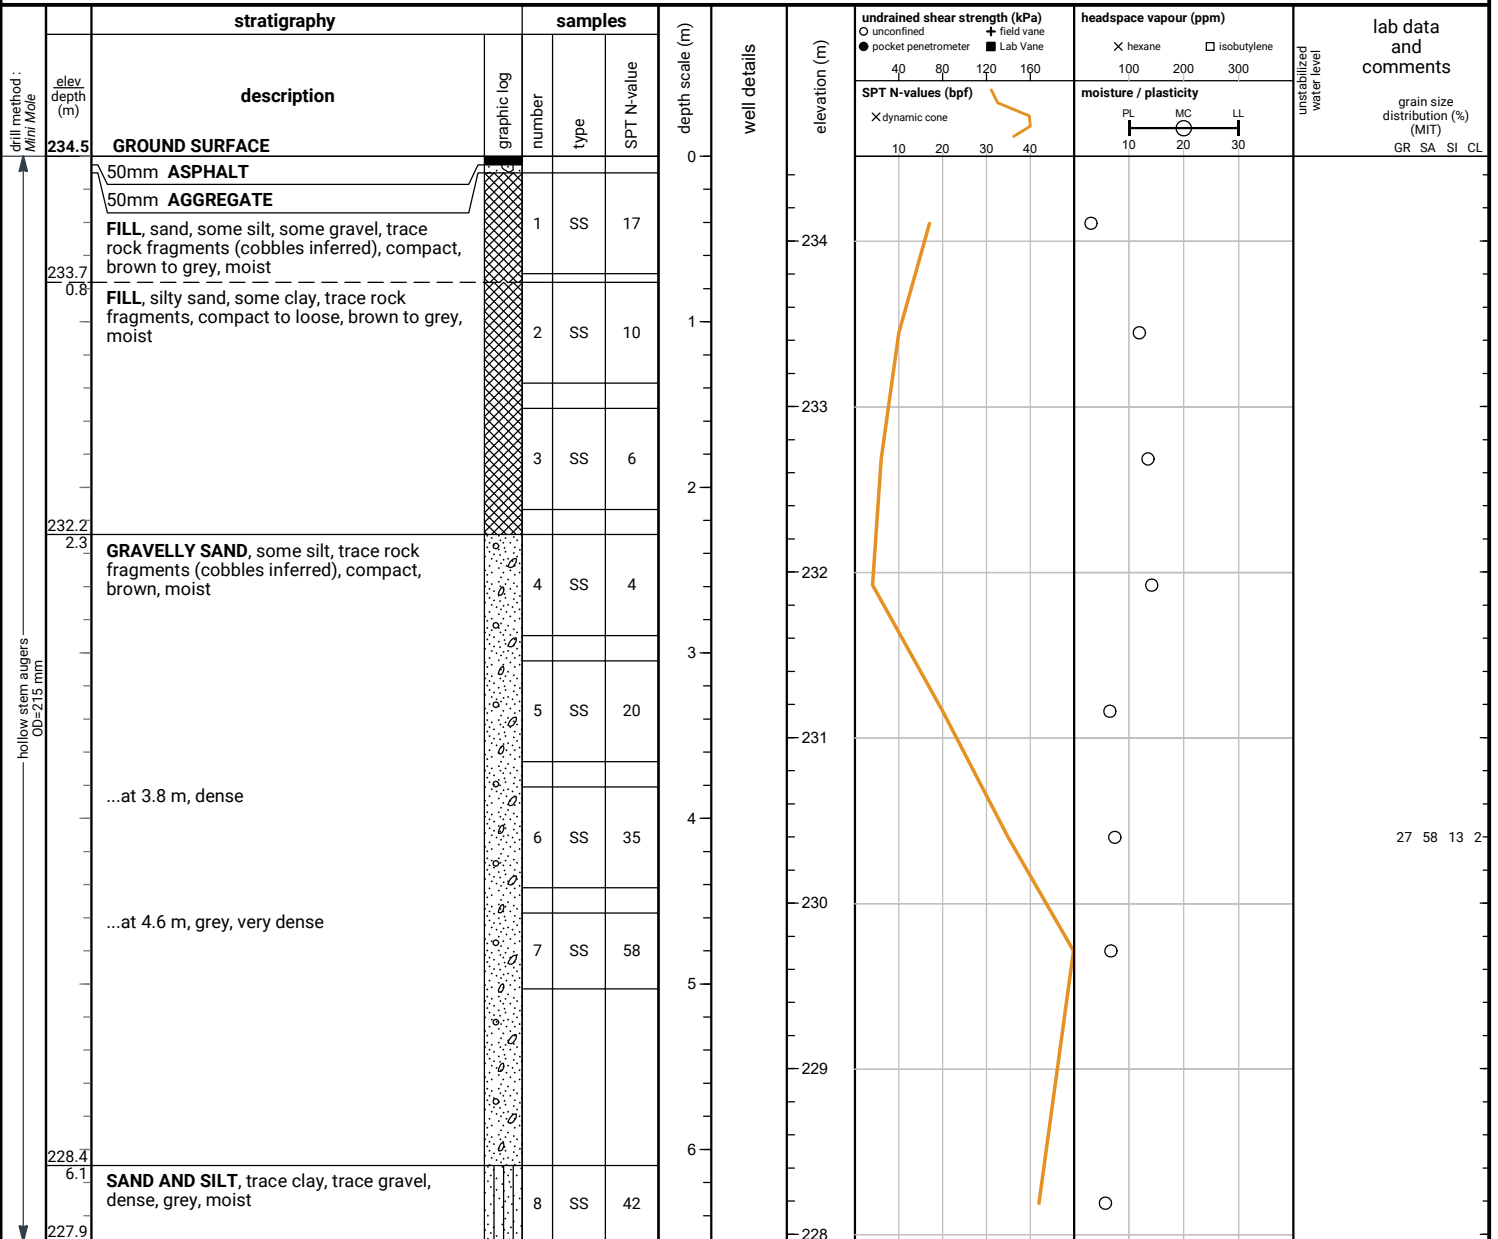 stratigraphy
samples
drill method :
Mini Mole
elev
depth
(m)
description
graphic log
number
type
SPT N-value
depth scale (m)
well details
elevation (m)
undrained shear strength (kPa)
unconfined
field vane
pocket penetrometer
Lab Vane
40 80 120 160
SPT N-values (bpf)
dynamic cone
10 20 30 40
headspace vapour (ppm)
hexane
isobutylene
100 200 300
moisture / plasticity
PL MC LL
10 20 30
unstabilized
water level
lab data
and
comments
grain size
distribution (%)
(MIT)
GR SA SI CL
234.5 GROUND SURFACE
0
50mm ASPHALT
50mm AGGREGATE
FILL, sand, some silt, some gravel, trace
rock fragments (cobbles inferred), compact,
brown to grey, moist
1 SS 17
234
233.7
0.8
FILL, silty sand, some clay, trace rock
fragments, compact to loose, brown to grey,
moist
1
2 SS 10
233
3 SS 6
2
232.2
2.3
GRAVELLY SAND, some silt, trace rock
fragments (cobbles inferred), compact,
brown, moist
232
4 SS 4
3
hollow stem augers
OD=215 mm
5 SS 20
231
...at 3.8 m, dense
4
6 SS 35
27 58 13 2
230
...at 4.6 m, grey, very dense
7 SS 58
5
229
228.4
6.1
6
SAND AND SILT, trace clay, trace gravel,
dense, grey, moist
8 SS 42
227.9
228